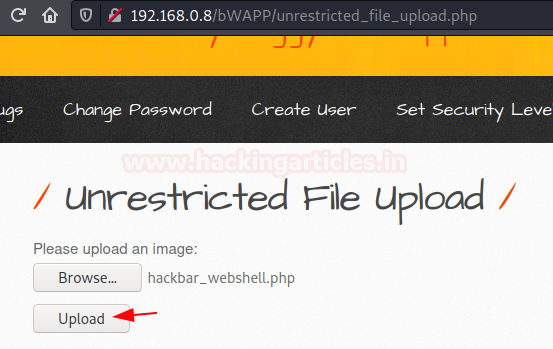 192.168.0.8/bWAPP/unrestricted_file_upload.php
ugs Change Password Create User Set Security Leve
www.hackingarticles.in
/ Unrestricted File Upload /
Please upload an image:
Browse... hackbar_webshell.php
Upload